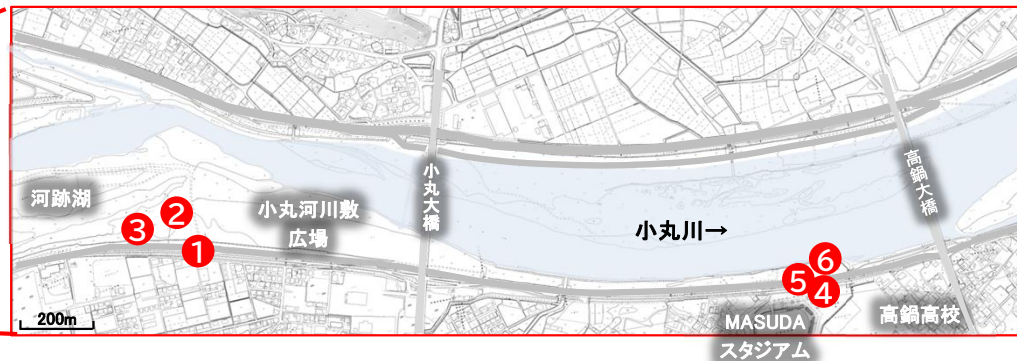 河跡湖
小丸河川敷
広場
小丸大橋
高鍋大橋
小丸川→
3
2
1
6
5
4
200m
MASUDA
スタジアム
高鍋高校